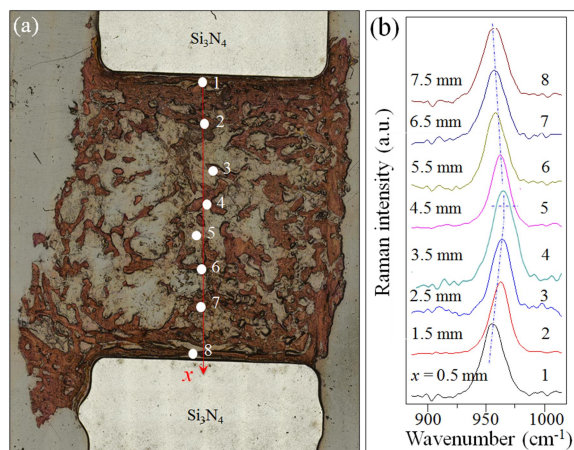 (a)
Si₃N₄
1
2
3
4
5
6
7
8
x
Si₃N₄
(b)
Raman intensity (a.u.)
7.5 mm 8
6.5 mm 7
5.5 mm 6
4.5 mm 5
3.5 mm 4
2.5 mm 3
1.5 mm 2
x = 0.5 mm 1
900 950 1000
Wavenumber (cm⁻¹)